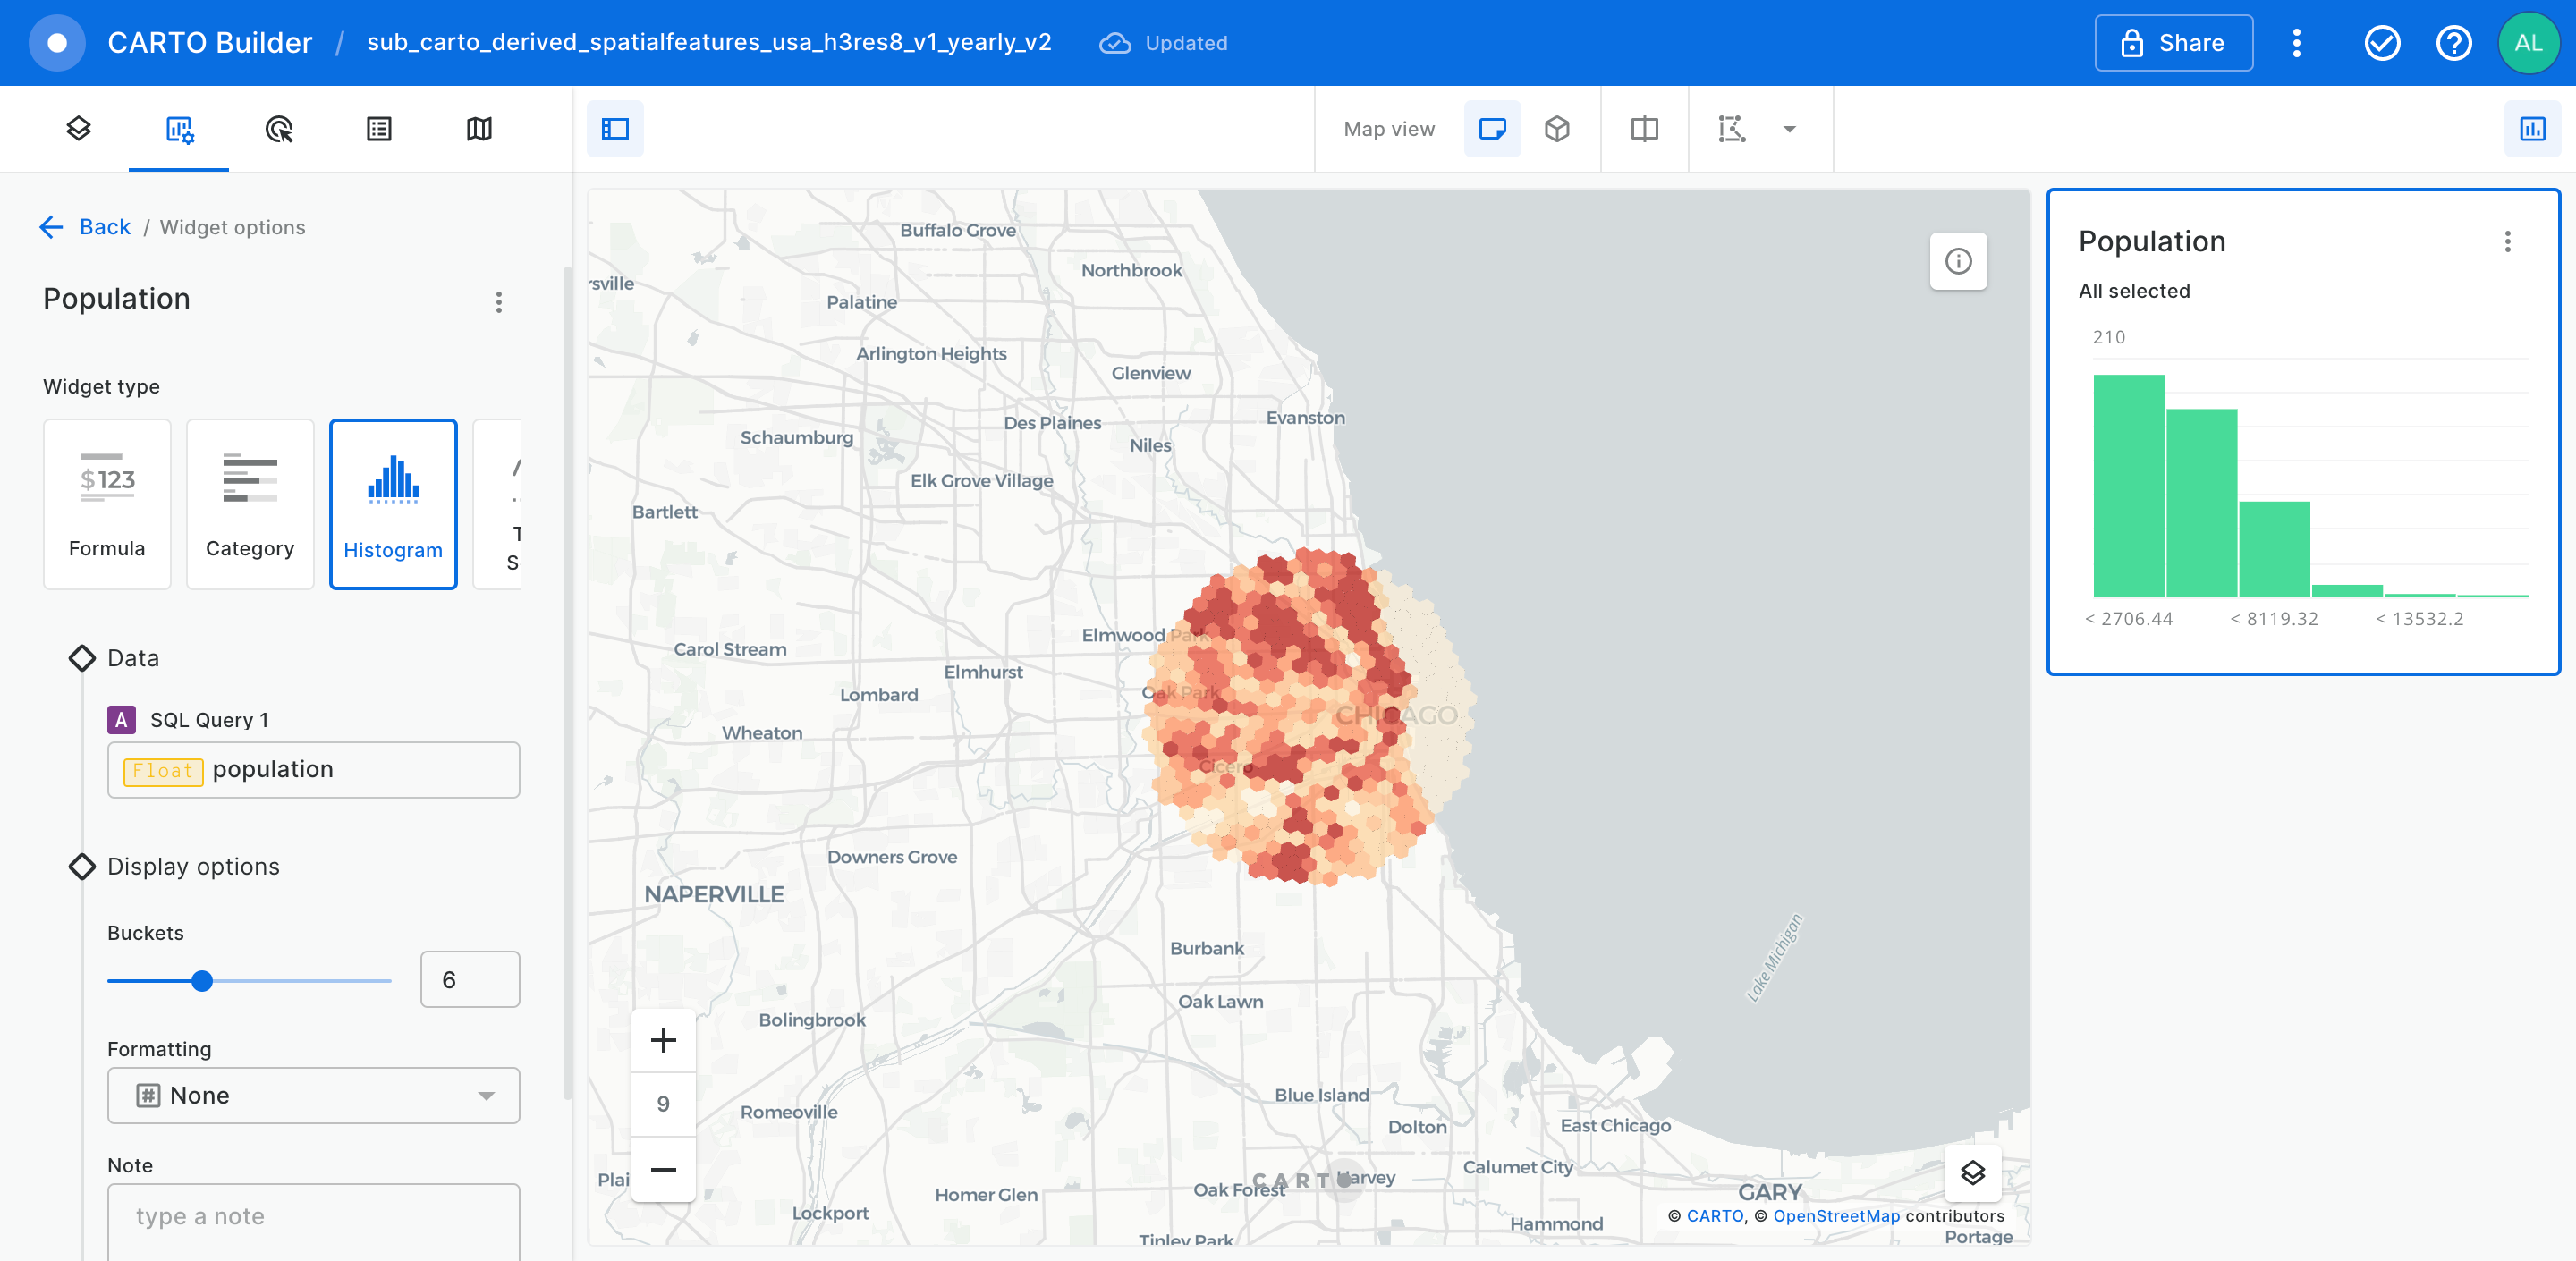 CARTO Builder / sub_carto_derived_spatialfeatures_usa_h3res8_v1_yearly_v2 Updated
Share
AL
Map view
Back / Widget options
Population
Widget type
$123
Formula
Category
Histogram
T
S
Data
A SQL Query 1
Float population
Display options
Buckets
6
Formatting
None
Note
type a note
Buffalo Grove
Northbrook
rsville
Palatine
Arlington Heights
Glenview
Evanston
Des Plaines
Schaumburg
Niles
Elk Grove Village
Bartlett
Elmwood Park
Carol Stream
Elmhurst
Oak Park
Lombard
CHICAGO
Wheaton
Cicero
Downers Grove
NAPERVILLE
Burbank
Lake Michigan
Oak Lawn
Bolingbrook
Blue Island
9
Romeoville
Dolton
East Chicago
Calumet City
Plai
CARTO
Harvey
Oak Forest
Homer Glen
GARY
Lockport
Hammond
© CARTO, © OpenStreetMap contributors
Tinley Park
Portage
Population
All selected
210
< 2706.44
< 8119.32
< 13532.2